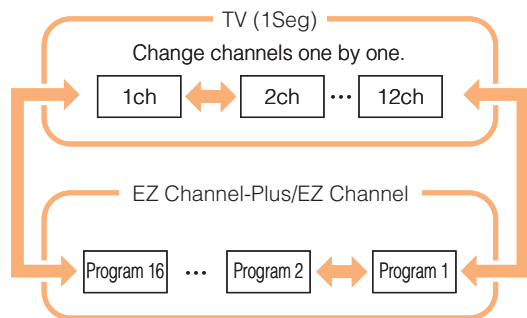 TV (1Seg)
Change channels one by one.
1ch 2ch ••• 12ch
EZ Channel-Plus/EZ Channel
Program 16 ••• Program 2 Program 1